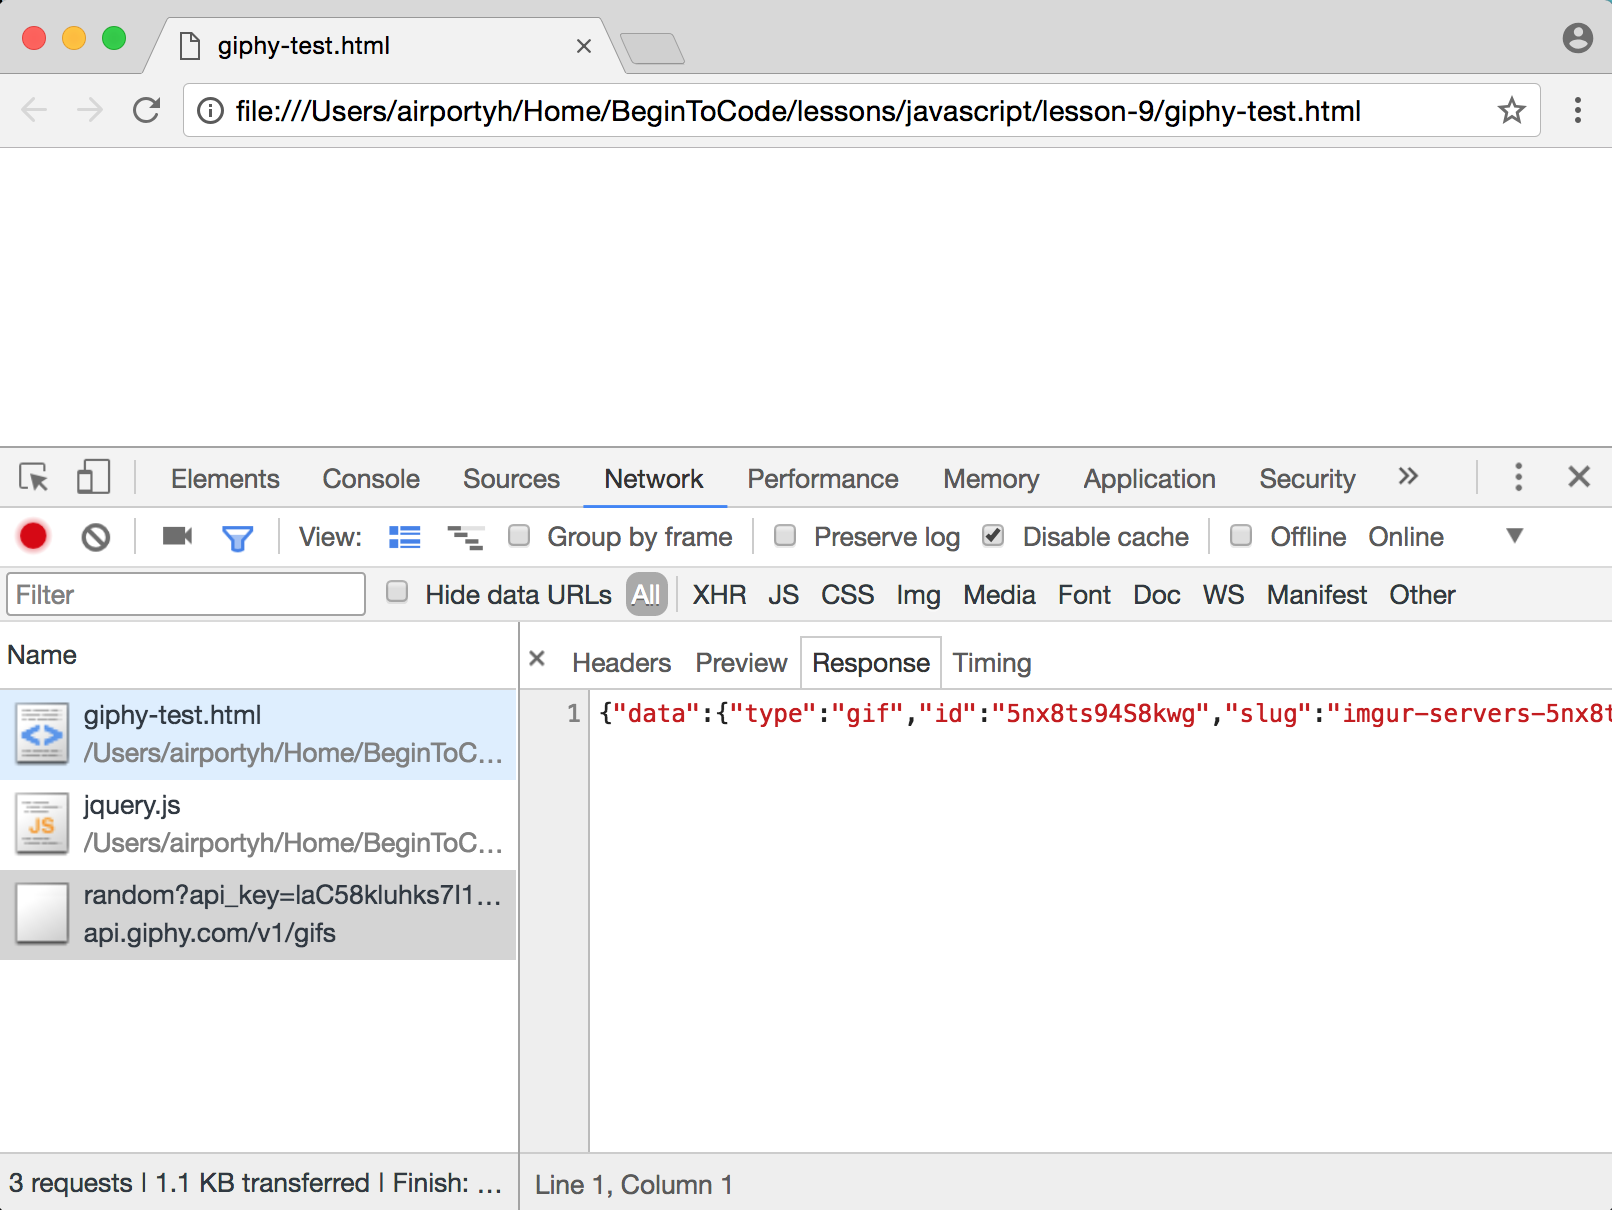 giphy-test.html
file:///Users/airportyh/Home/BeginToCode/lessons/javascript/lesson-9/giphy-test.html
Elements Console Sources Network Performance Memory Application Security
View: Group by frame Preserve log Disable cache Offline Online
Filter Hide data URLs All XHR JS CSS Img Media Font Doc WS Manifest Other
Name
Headers Preview Response Timing
giphy-test.html
/Users/airportyh/Home/BeginToC...
jquery.js
/Users/airportyh/Home/BeginToC...
random?api_key=laC58kluhks7l1...
api.giphy.com/v1/gifs
1 {"data":{"type":"gif","id":"5nx8ts94S8kwg","slug":"imgur-servers-5nx8t
3 requests | 1.1 KB transferred | Finish: ...
Line 1, Column 1